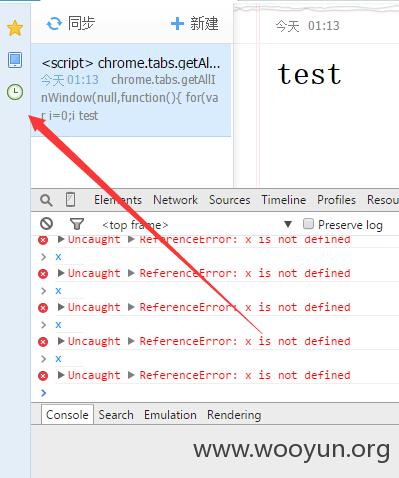 同步
新建
<script> chrome.tabs.getAl...
今天 01:13 chrome.tabs.getAllI
nWindow(null,function(){ for(va
r i=0;i test
今天 01:13
test
Elements Network Sources Timeline Profiles Resou
<top frame> Preserve log
Uncaught ReferenceError: x is not defined
x
Uncaught ReferenceError: x is not defined
x
Uncaught ReferenceError: x is not defined
x
Uncaught ReferenceError: x is not defined
x
Uncaught ReferenceError: x is not defined
Console Search Emulation Rendering
www.wooyun.org